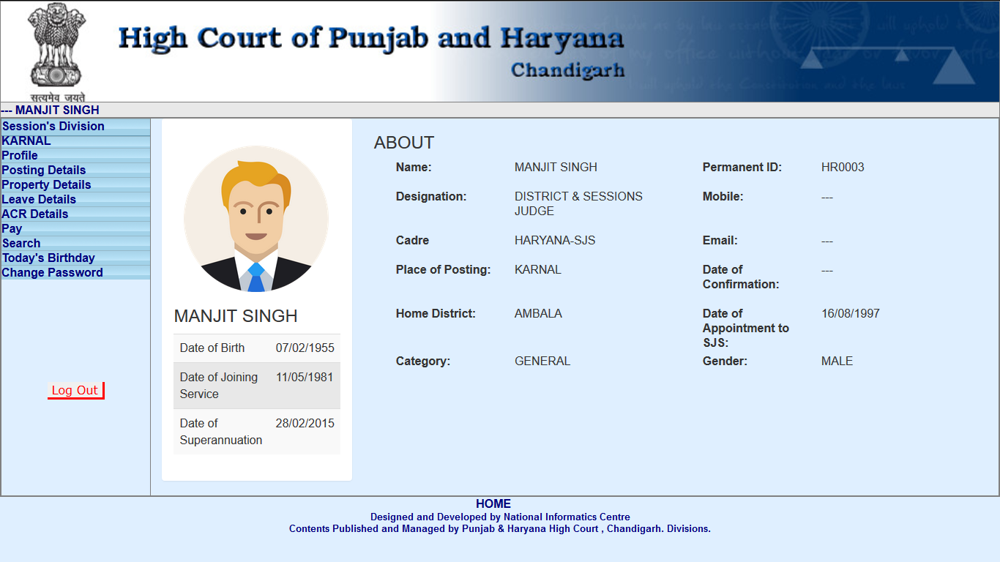 High Court of Punjab and Haryana
Chandigarh
सत्यमेव जयते
--- MANJIT SINGH
Session's Division
KARNAL
Profile
Posting Details
Property Details
Leave Details
ACR Details
Pay
Search
Today's Birthday
Change Password
Log Out
MANJIT SINGH
Date of Birth 07/02/1955
Date of Joining 11/05/1981
Service
Date of 28/02/2015
Superannuation
ABOUT
Name: MANJIT SINGH Permanent ID: HR0003
Designation: DISTRICT & SESSIONS Mobile: ---
JUDGE
Cadre HARYANA-SJS Email: ---
Place of Posting: KARNAL Date of ---
Confirmation:
Home District: AMBALA Date of 16/08/1997
Appointment to
SJS:
Category: GENERAL Gender: MALE
HOME
Designed and Developed by National Informatics Centre
Contents Published and Managed by Punjab & Haryana High Court , Chandigarh. Divisions.